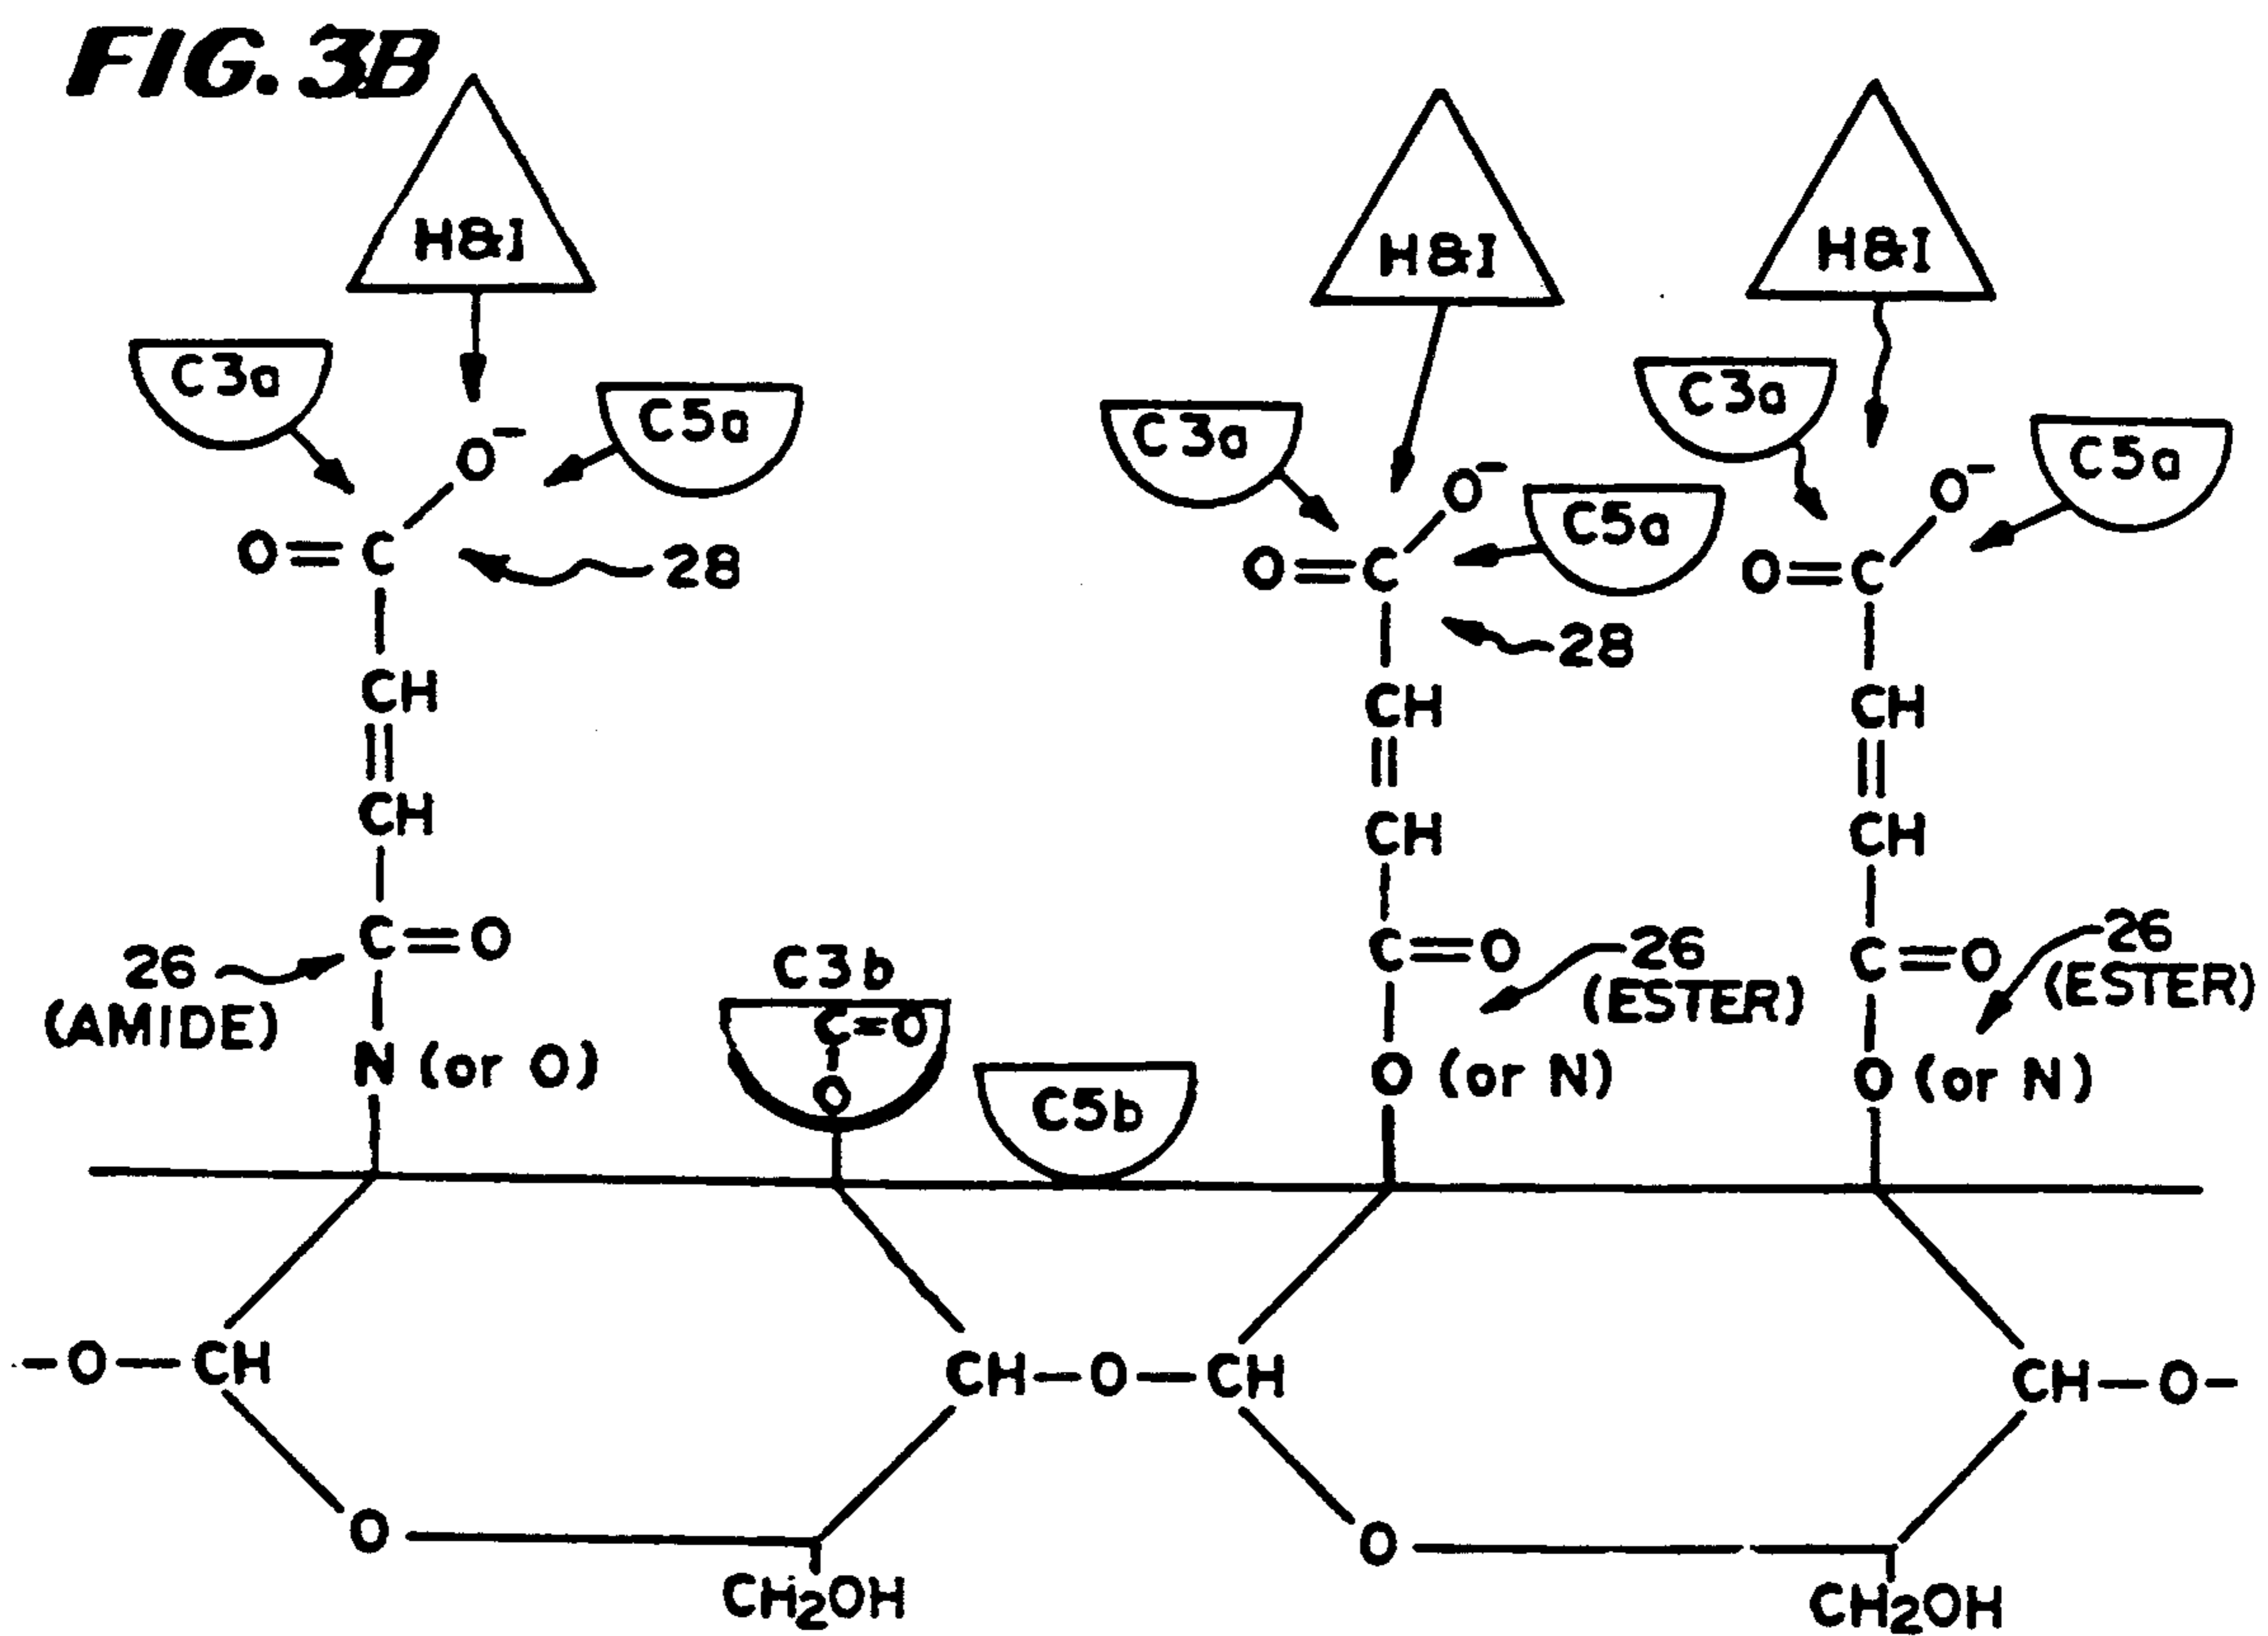 FIG. 3B
H&I H&I H&I
C3a C5a C3a C5a C3a C5a
O⁻ O⁻ O⁻
O=C 28 O=C O=C
28
CH CH CH
CH CH CH
C=O C=O C=O
26 26 26
(AMIDE) (ESTER) (ESTER)
C3b
C=O
O
N (or O) C5b O (or N) O (or N)
-O-CH CH-O-CH CH-O-
O O
CH2OH CH2OH